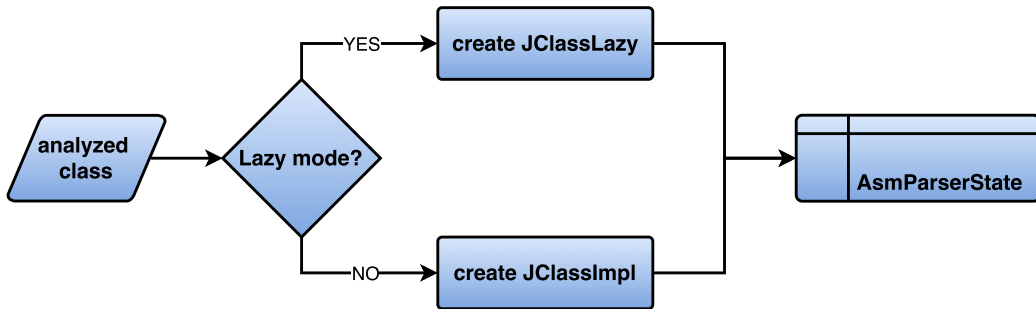 analyzed
class
Lazy mode?
YES
create JClassLazy
NO
create JClassImpl
AsmParserState